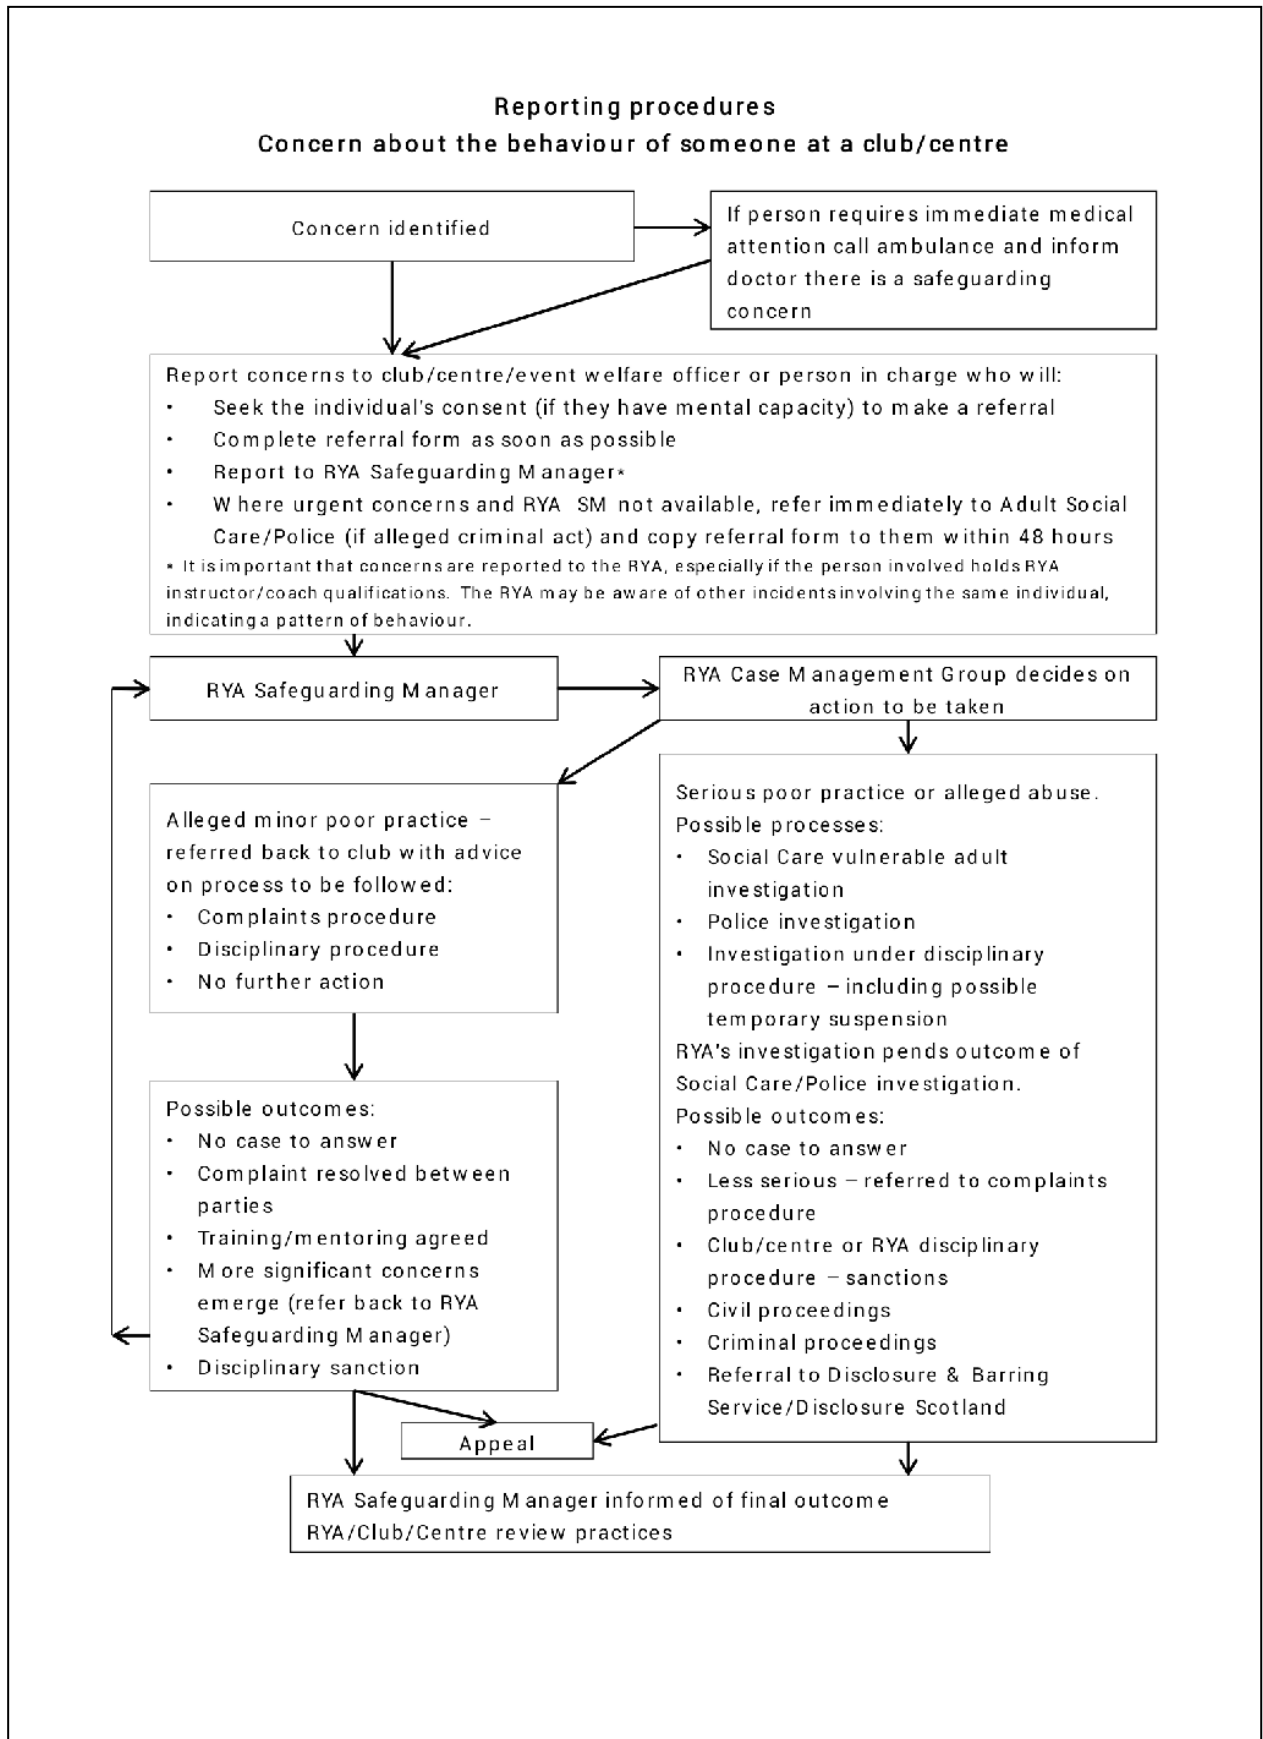 Reporting procedures
Concern about the behaviour of someone at a club/centre
Concern identified
If person requires immediate medical
attention call ambulance and inform
doctor there is a safeguarding
concern
Report concerns to club/centre/event welfare officer or person in charge who will:
• Seek the individual's consent (if they have mental capacity) to make a referral
• Complete referral form as soon as possible
• Report to RYA Safeguarding Manager*
• Where urgent concerns and RYA SM not available, refer immediately to Adult Social
Care/Police (if alleged criminal act) and copy referral form to them within 48 hours
* It is important that concerns are reported to the RYA, especially if the person involved holds RYA
instructor/coach qualifications. The RYA may be aware of other incidents involving the same individual,
indicating a pattern of behaviour.
RYA Safeguarding Manager
RYA Case Management Group decides on
action to be taken
Alleged minor poor practice –
referred back to club with advice
on process to be followed:
• Complaints procedure
• Disciplinary procedure
• No further action
Serious poor practice or alleged abuse.
Possible processes:
• Social Care vulnerable adult
investigation
• Police investigation
• Investigation under disciplinary
procedure – including possible
temporary suspension
RYA's investigation pends outcome of
Social Care/Police investigation.
Possible outcomes:
• No case to answer
• Less serious – referred to complaints
procedure
• Club/centre or RYA disciplinary
procedure – sanctions
• Civil proceedings
• Criminal proceedings
• Referral to Disclosure & Barring
Service/Disclosure Scotland
Possible outcomes:
• No case to answer
• Complaint resolved between
parties
• Training/mentoring agreed
• More significant concerns
emerge (refer back to RYA
Safeguarding Manager)
• Disciplinary sanction
Appeal
RYA Safeguarding Manager informed of final outcome
RYA/Club/Centre review practices